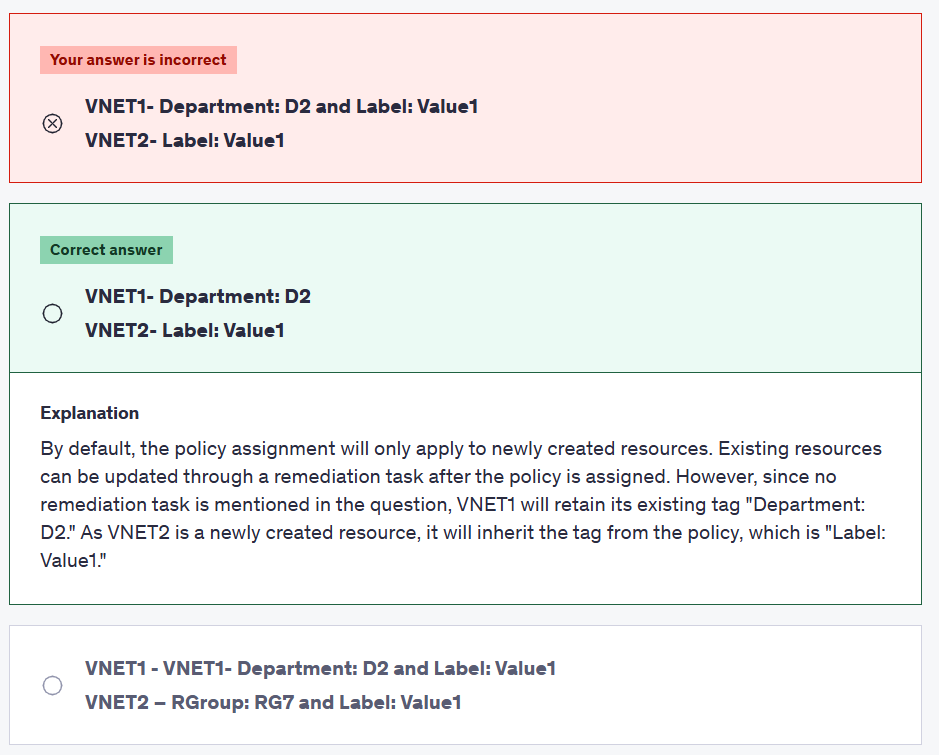 Your answer is incorrect
VNET1- Department: D2 and Label: Value1
VNET2- Label: Value1
Correct answer
VNET1- Department: D2
VNET2- Label: Value1
Explanation
By default, the policy assignment will only apply to newly created resources. Existing resources
can be updated through a remediation task after the policy is assigned. However, since no
remediation task is mentioned in the question, VNET1 will retain its existing tag "Department:
D2." As VNET2 is a newly created resource, it will inherit the tag from the policy, which is "Label:
Value1."
VNET1 - VNET1- Department: D2 and Label: Value1
VNET2 – RGroup: RG7 and Label: Value1